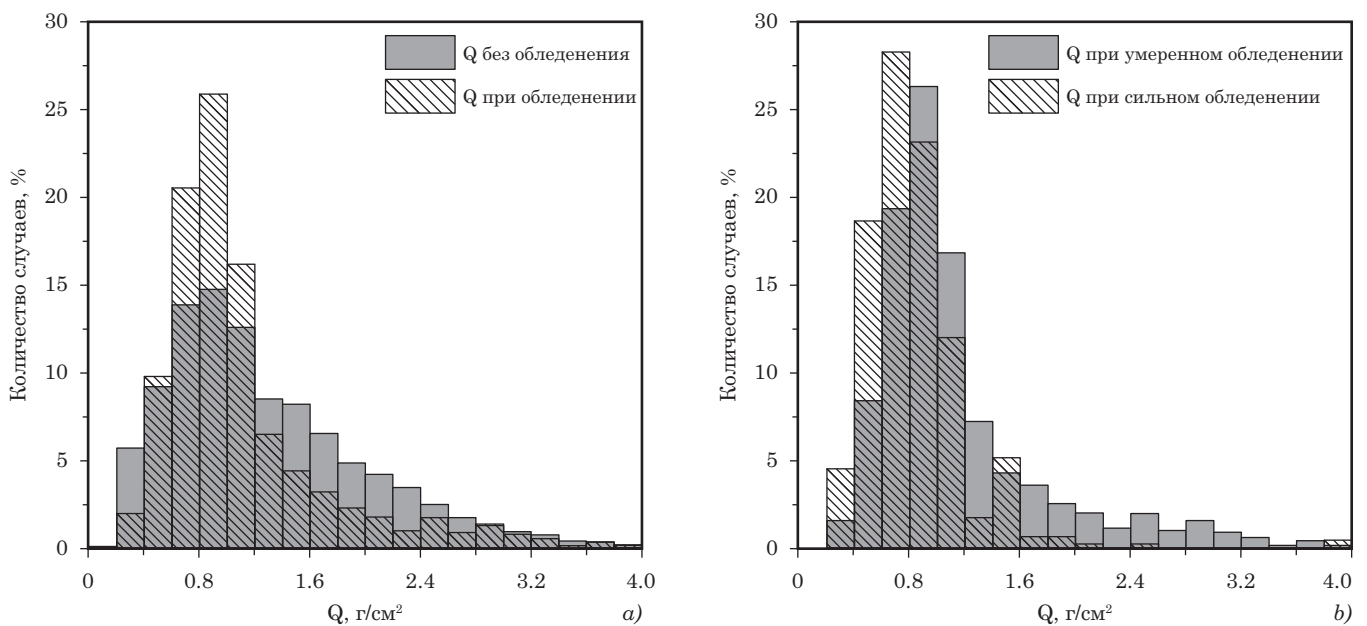 30
25
20
15
10
5
0
Количество случаев, %
Q без обледенения
Q при обледенении
0 0.8 1.6 2.4 3.2 4.0
Q, г/см²
a)
30
25
20
15
10
5
0
Количество случаев, %
Q при умеренном обледенении
Q при сильном обледенении
0 0.8 1.6 2.4 3.2 4.0
Q, г/см²
b)